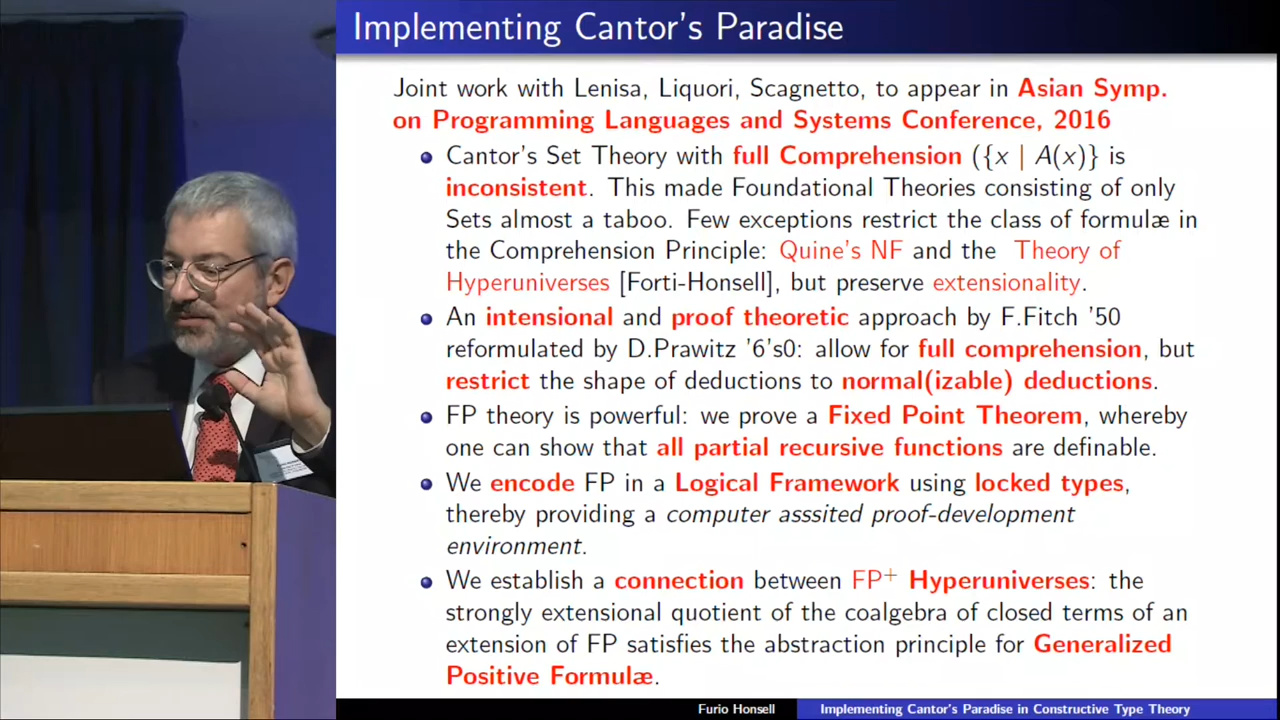 Implementing Cantor's Paradise
Joint work with Lenisa, Liquori, Scagnetto, to appear in Asian Symp.
on Programming Languages and Systems Conference, 2016
Cantor's Set Theory with full Comprehension ({x | A(x)} is
inconsistent. This made Foundational Theories consisting of only
Sets almost a taboo. Few exceptions restrict the class of formulæ in
the Comprehension Principle: Quine's NF and the Theory of
Hyperuniverses [Forti-Honsell], but preserve extensionality.
An intensional and proof theoretic approach by F.Fitch '50
reformulated by D.Prawitz '6's0: allow for full comprehension, but
restrict the shape of deductions to normal(izable) deductions.
FP theory is powerful: we prove a Fixed Point Theorem, whereby
one can show that all partial recursive functions are definable.
We encode FP in a Logical Framework using locked types,
thereby providing a computer asssited proof-development
environment.
We establish a connection between FP⁺ Hyperuniverses: the
strongly extensional quotient of the coalgebra of closed terms of an
extension of FP satisfies the abstraction principle for Generalized
Positive Formulæ.
Furio Honsell Implementing Cantor's Paradise in Constructive Type Theory